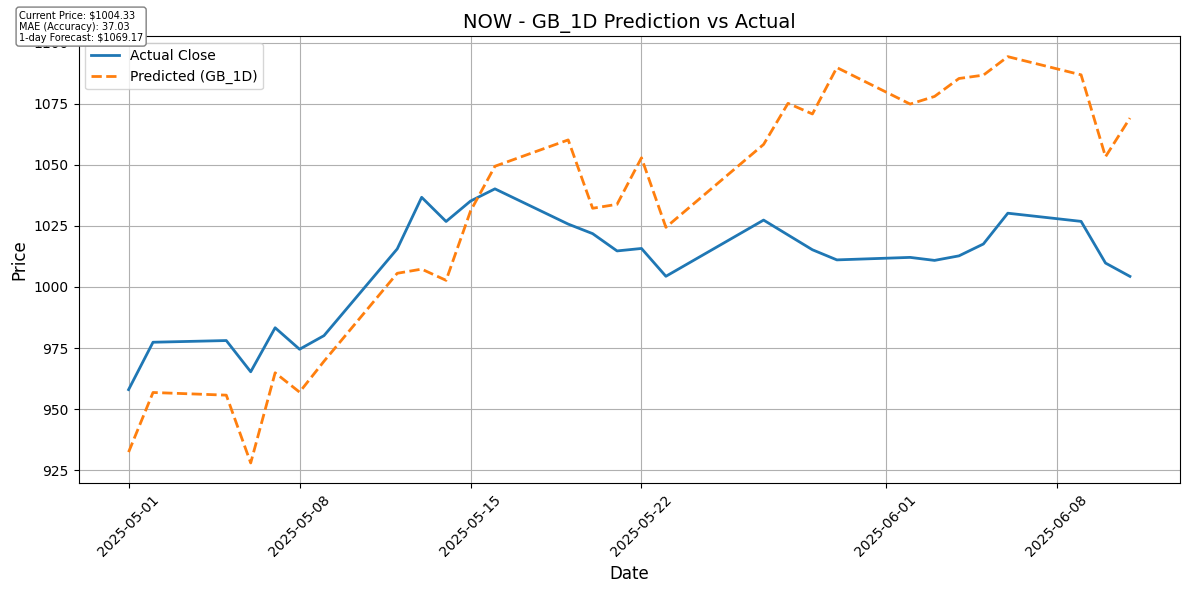 NOW - GB_1D Prediction vs Actual
Current Price: $1004.33
MAE (Accuracy): 37.03
1-day Forecast: $1069.17
Actual Close
Predicted (GB_1D)
Price
1075
1050
1025
1000
975
950
925
2025-05-01
2025-05-08
2025-05-15
2025-05-22
2025-06-01
2025-06-08
Date